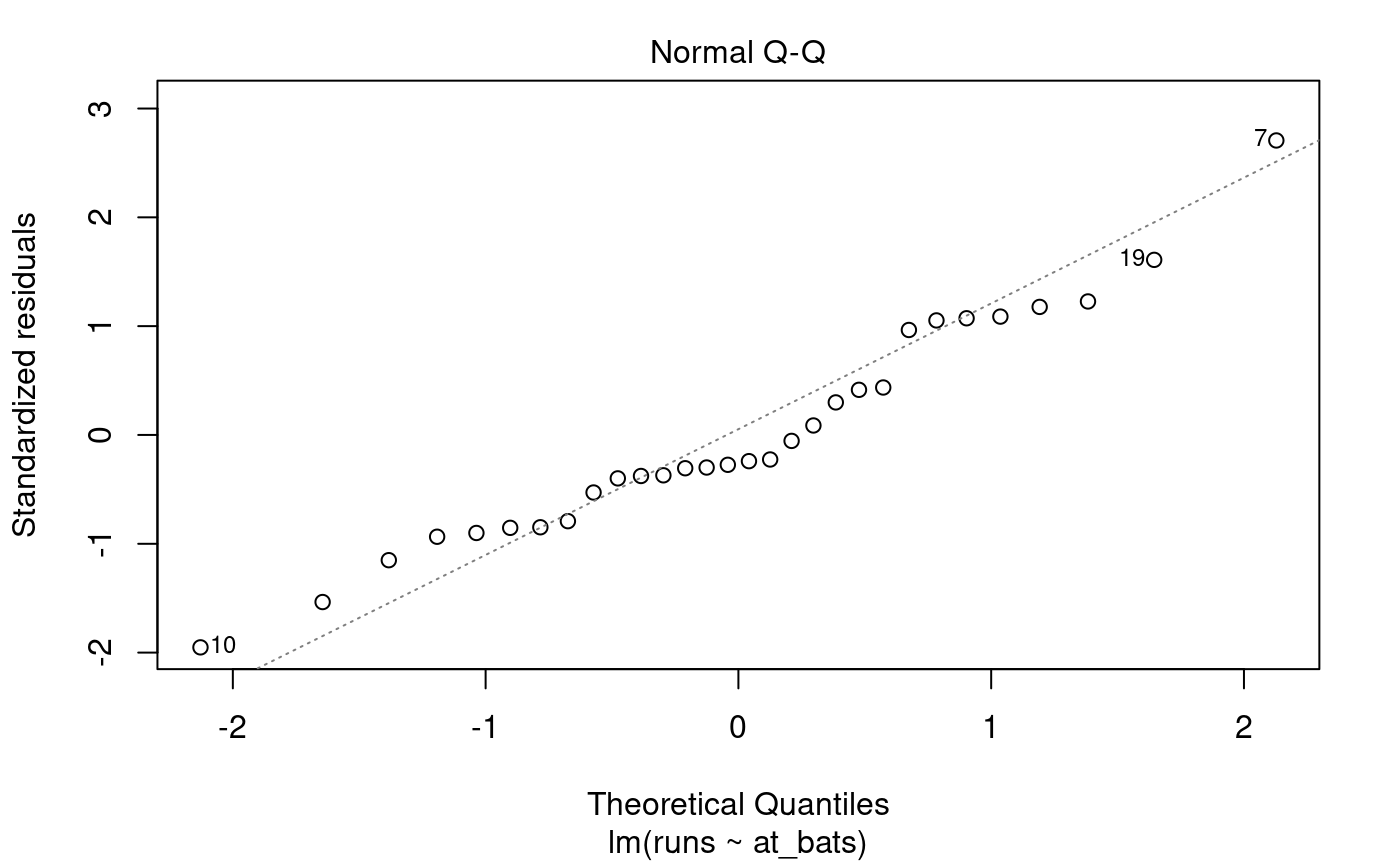 Normal Q-Q
Standardized residuals
3
2
1
0
-1
-2
7
19
10
-2 -1 0 1 2
Theoretical Quantiles
lm(runs ~ at_bats)